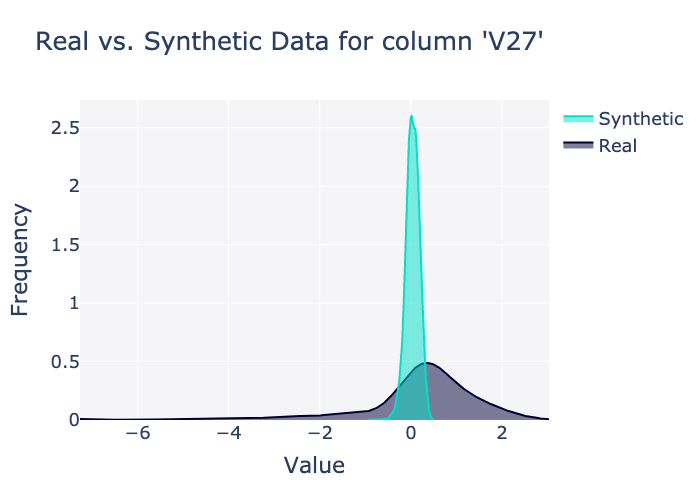 Real vs. Synthetic Data for column 'V27'
Synthetic
Real
2.5
2
1.5
1
0.5
0
Frequency
−6
−4
−2
0
2
Value